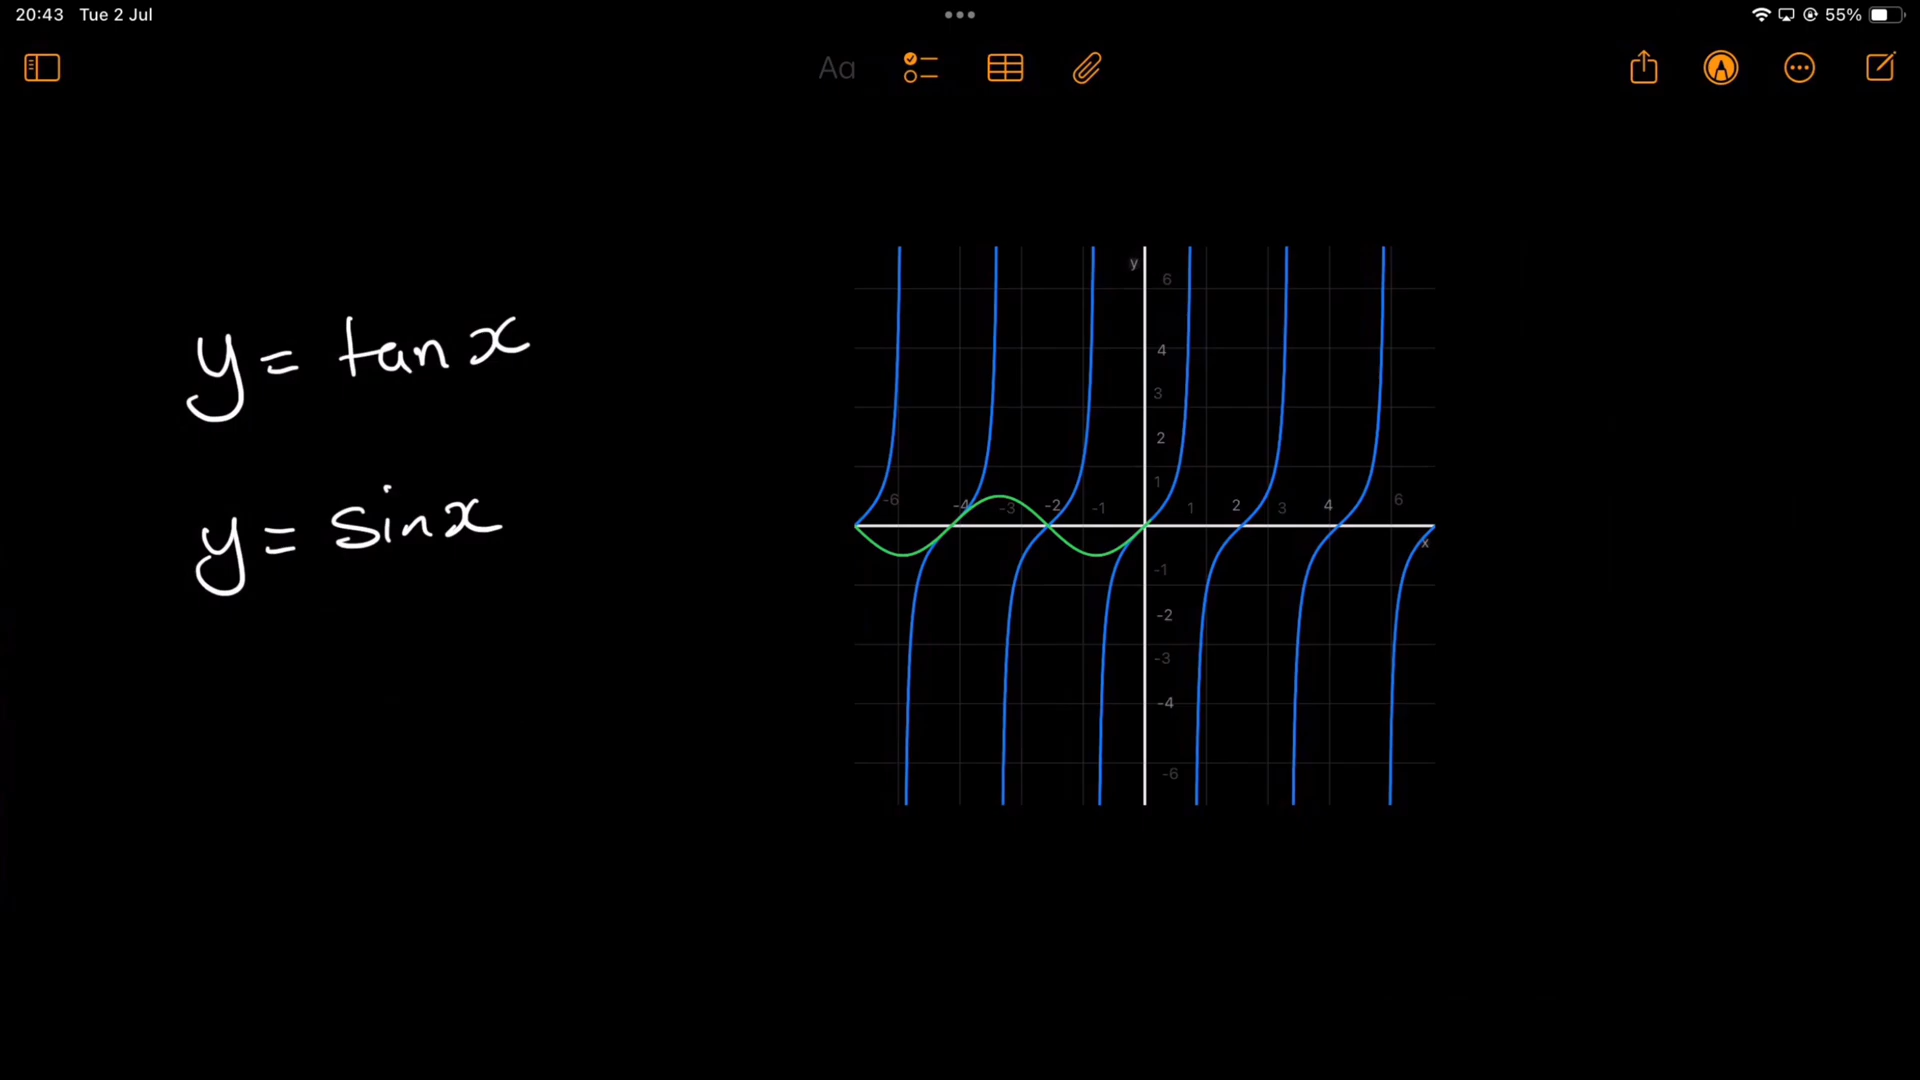 20:43 Tue 2 Jul
55%
Aa
y = tan x
y = sin x
y
6
4
3
2
1
-6 -4 -3 -2 -1 1 2 3 4 6
x
-1
-2
-3
-4
-6